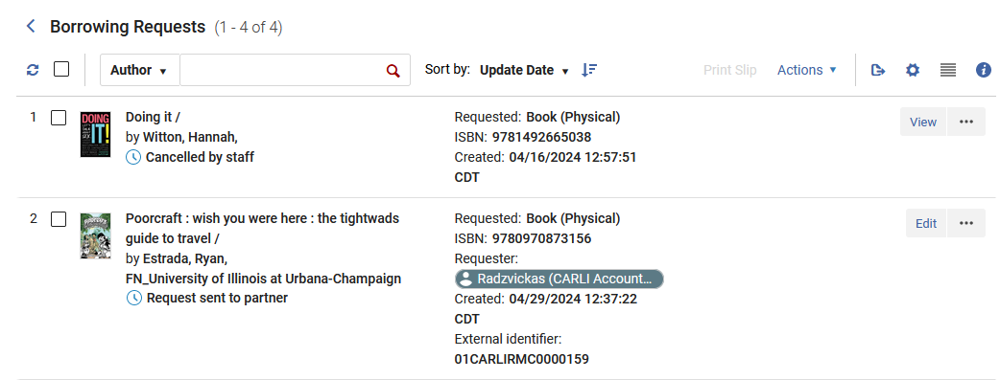 Borrowing Requests (1 - 4 of 4)
Author
Sort by: Update Date
Print Slip
Actions
1
DOING IT!
Doing it /
by Witton, Hannah,
Cancelled by staff
Requested: Book (Physical)
ISBN: 9781492665038
Created: 04/16/2024 12:57:51
CDT
View
2
Poorcraft : wish you were here : the tightwads
guide to travel /
by Estrada, Ryan,
FN_University of Illinois at Urbana-Champaign
Request sent to partner
Requested: Book (Physical)
ISBN: 9780970873156
Requester:
Radzvickas (CARLI Account...
Created: 04/29/2024 12:37:22
CDT
External identifier:
01CARLIRMC0000159
Edit